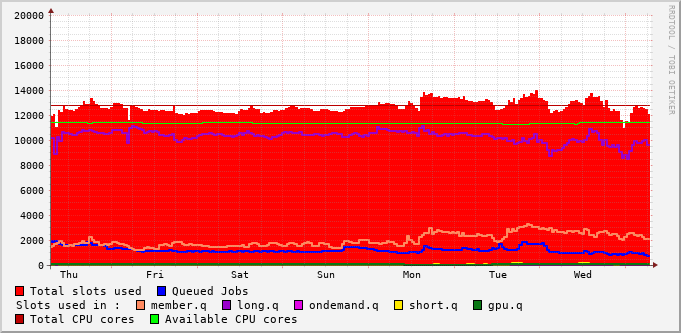 20000
18000
16000
14000
12000
10000
8000
6000
4000
2000
0
Thu Fri Sat Sun Mon Tue Wed
RRDTOOL / TOBI OETIKER
Total slots used Queued Jobs
Slots used in : member.q long.q ondemand.q short.q gpu.q
Total CPU cores Available CPU cores